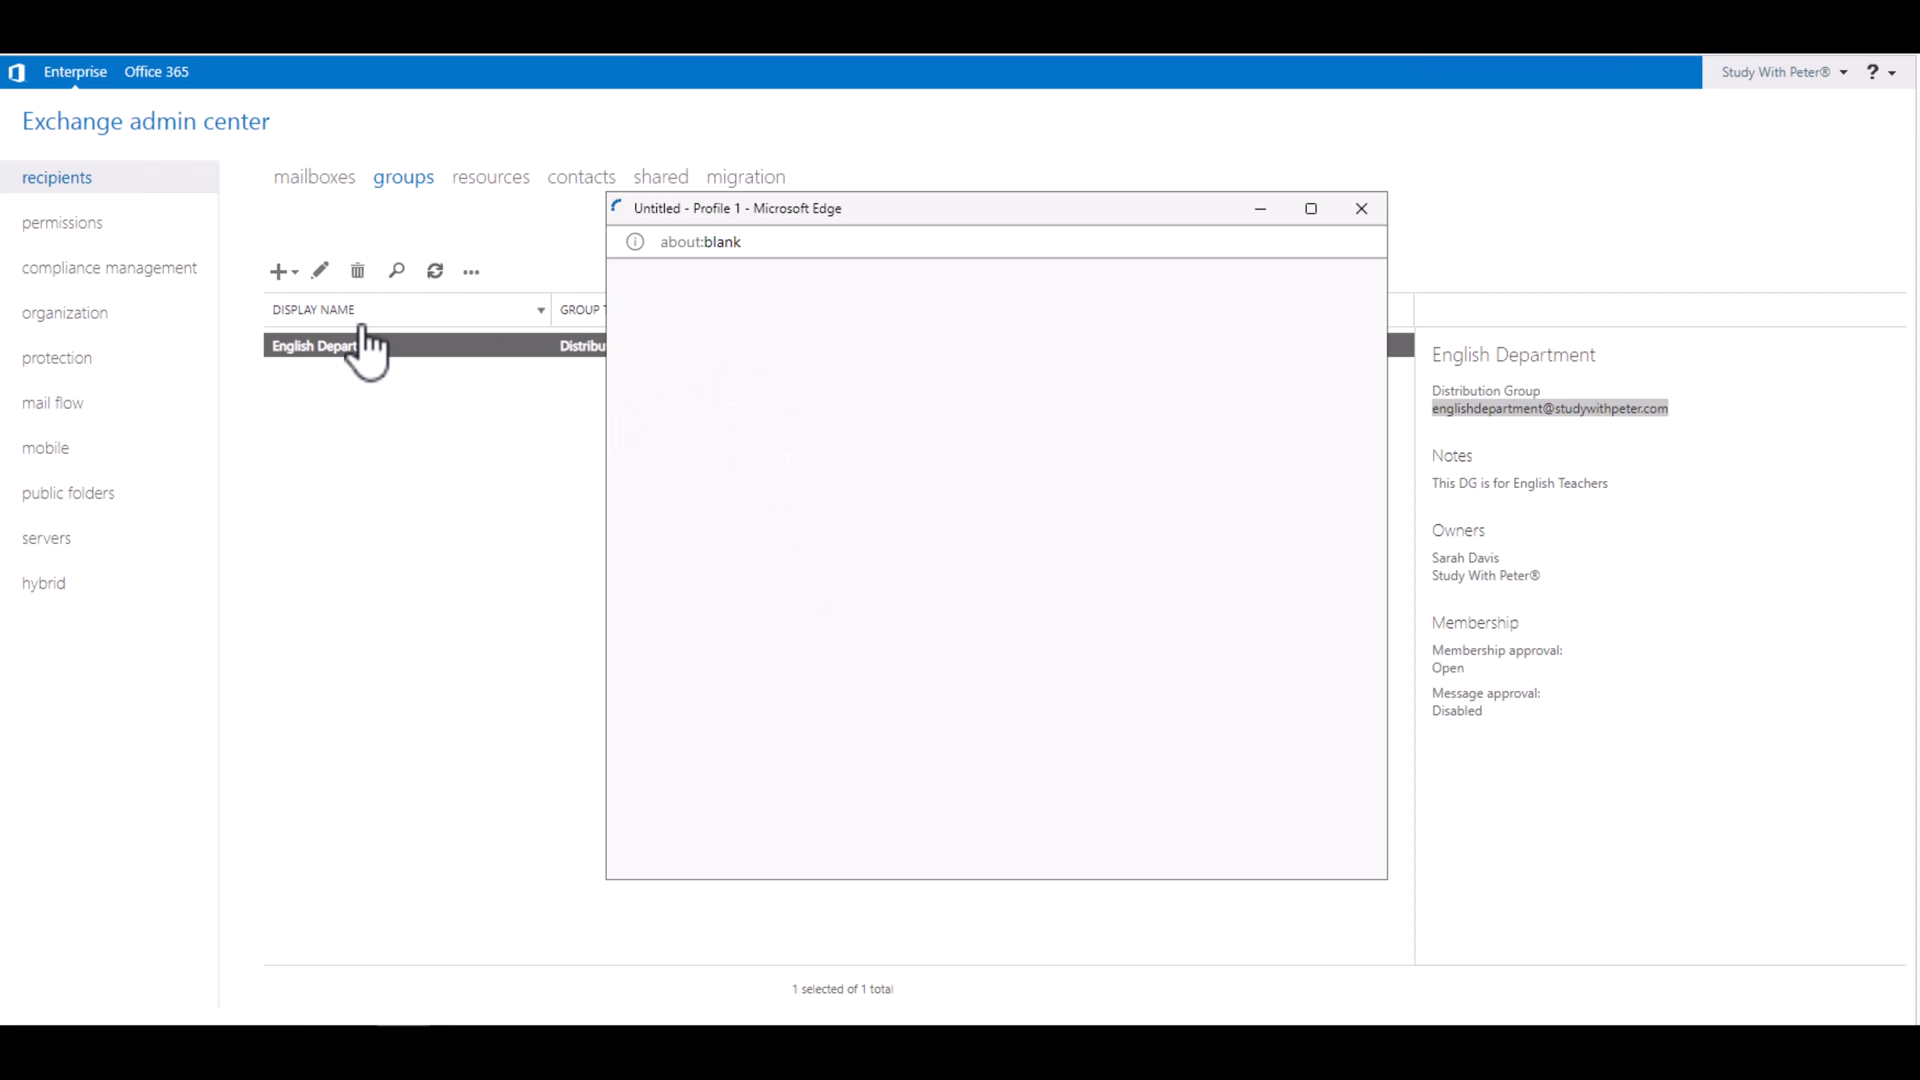 Enterprise Office 365
Study With Peter® ?
Exchange admin center
recipients
permissions
compliance management
organization
protection
mail flow
mobile
public folders
servers
hybrid
mailboxes groups resources contacts shared migration
Untitled - Profile 1 - Microsoft Edge
about:blank
DISPLAY NAME GROUP
English Depart Distribu
English Department
Distribution Group
englishdepartment@studywithpeter.com
Notes
This DG is for English Teachers
Owners
Sarah Davis
Study With Peter®
Membership
Membership approval:
Open
Message approval:
Disabled
1 selected of 1 total